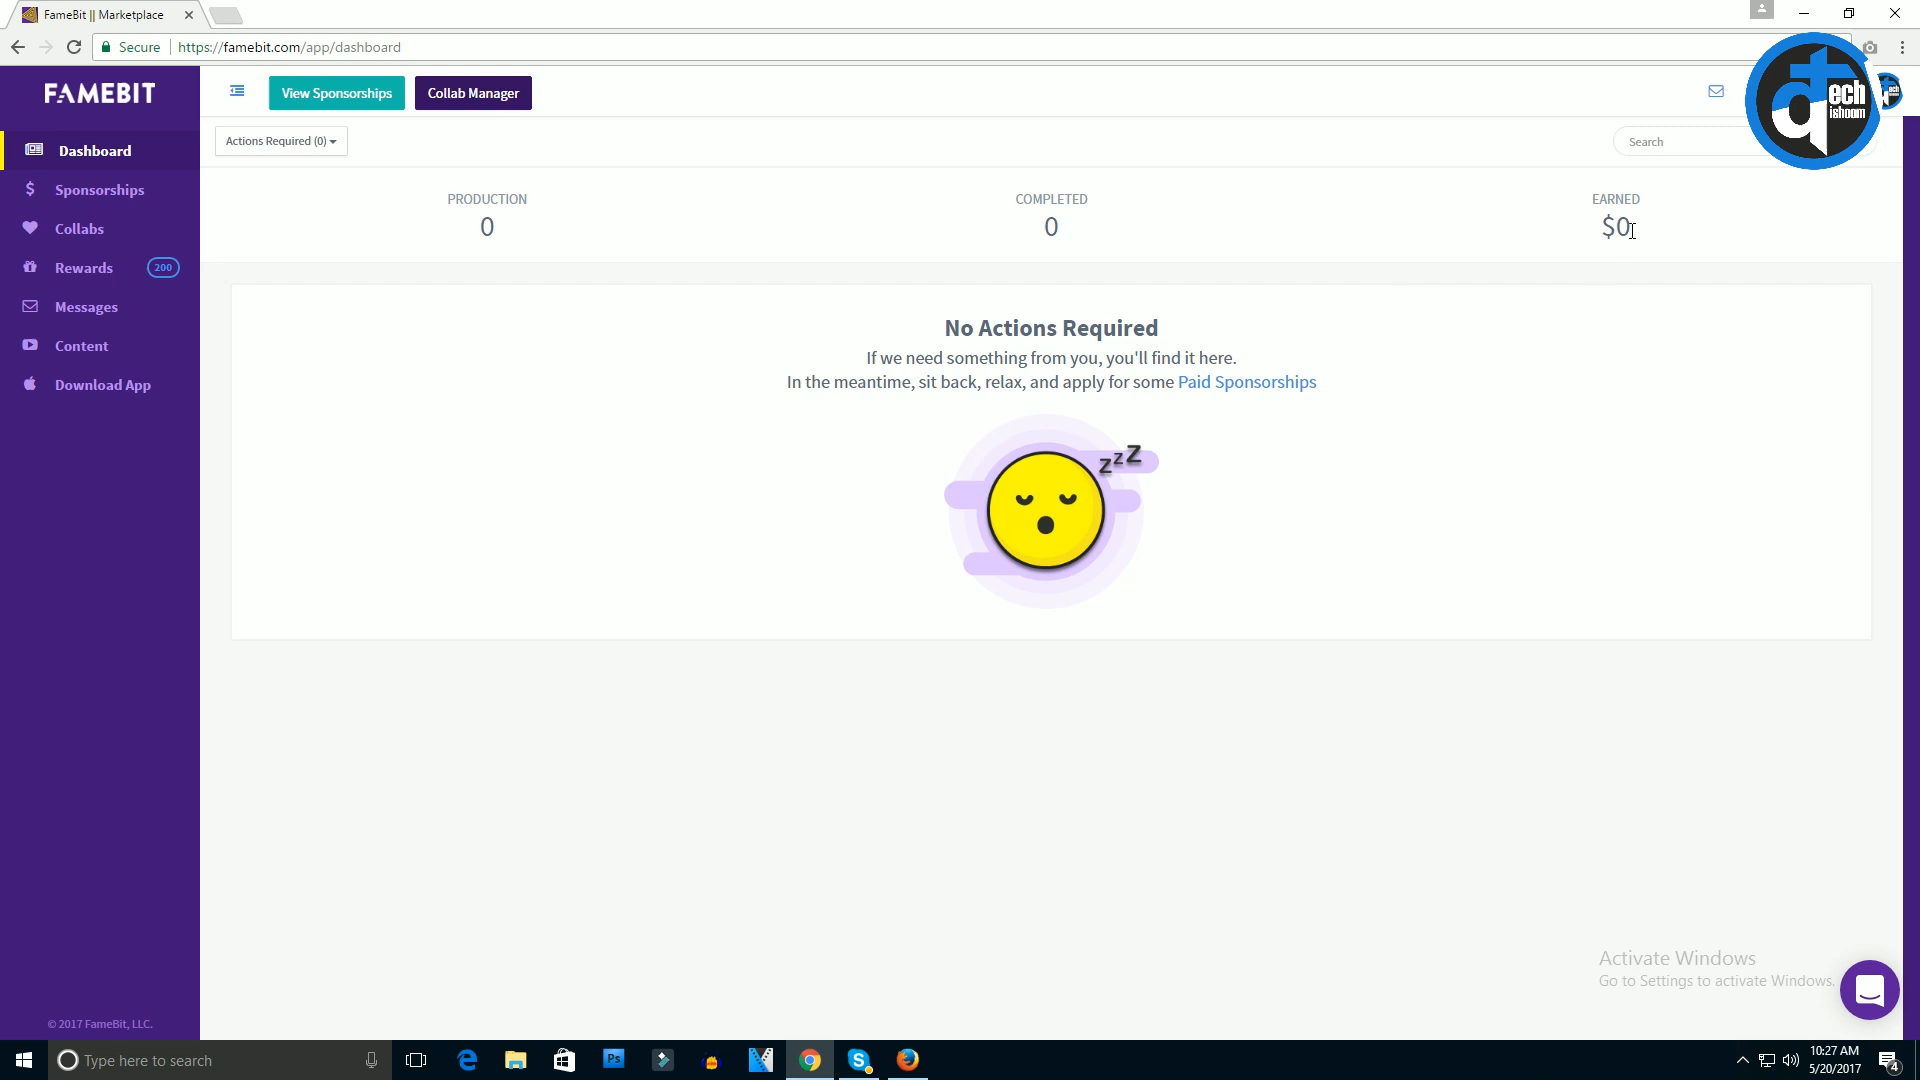 FameBit || Marketplace
Secure
https://famebit.com/app/dashboard
FAMEBIT
View Sponsorships
Collab Manager
Tech
Dishoom
Actions Required (0)
Search
Dashboard
Sponsorships
Collabs
Rewards 200
Messages
Content
Download App
PRODUCTION
0
COMPLETED
0
EARNED
$0
No Actions Required
If we need something from you, you'll find it here.
In the meantime, sit back, relax, and apply for some Paid Sponsorships
z z Z
Activate Windows
Go to Settings to activate Windows.
© 2017 FameBit, LLC.
Type here to search
Ps
S
10:27 AM
5/20/2017
4